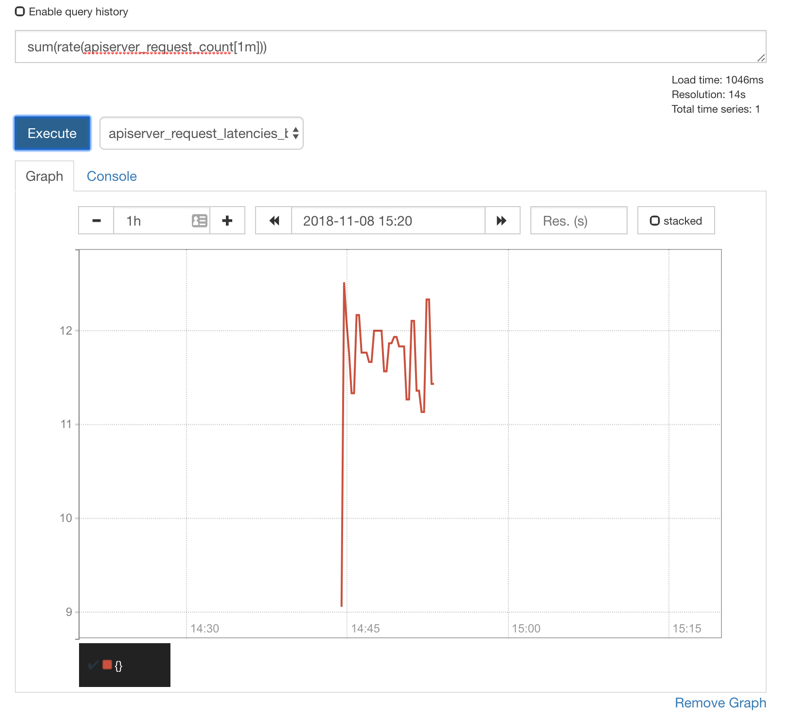 Enable query history
sum(rate(apiserver_request_count[1m]))
Load time: 1046ms
Resolution: 14s
Total time series: 1
Execute
apiserver_request_latencies_t
Graph
Console
1h
2018-11-08 15:20
Res. (s)
stacked
12
11
10
9
14:30
14:45
15:00
15:15
{}
Remove Graph